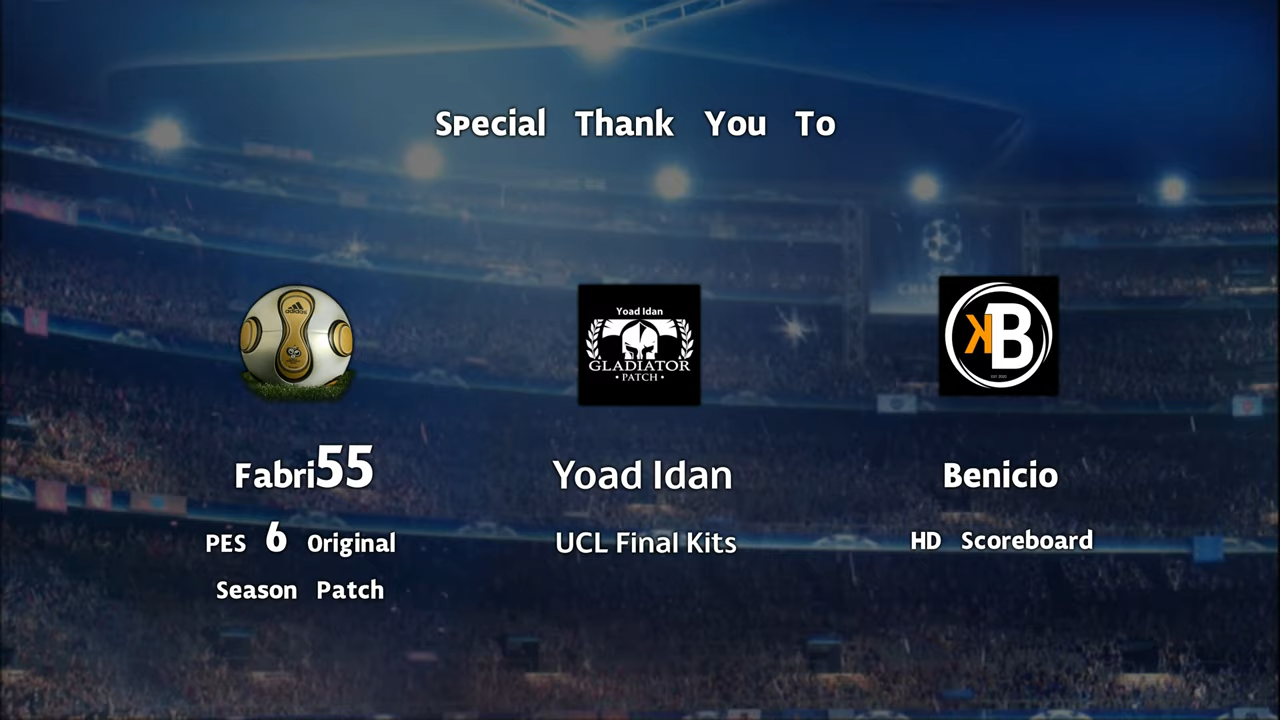 Special Thank You To
adidas
Yoad Idan
GLADIATOR
• PATCH •
KB
Fabri55
Yoad Idan
Benicio
PES 6 Original
Season Patch
UCL Final Kits
HD Scoreboard